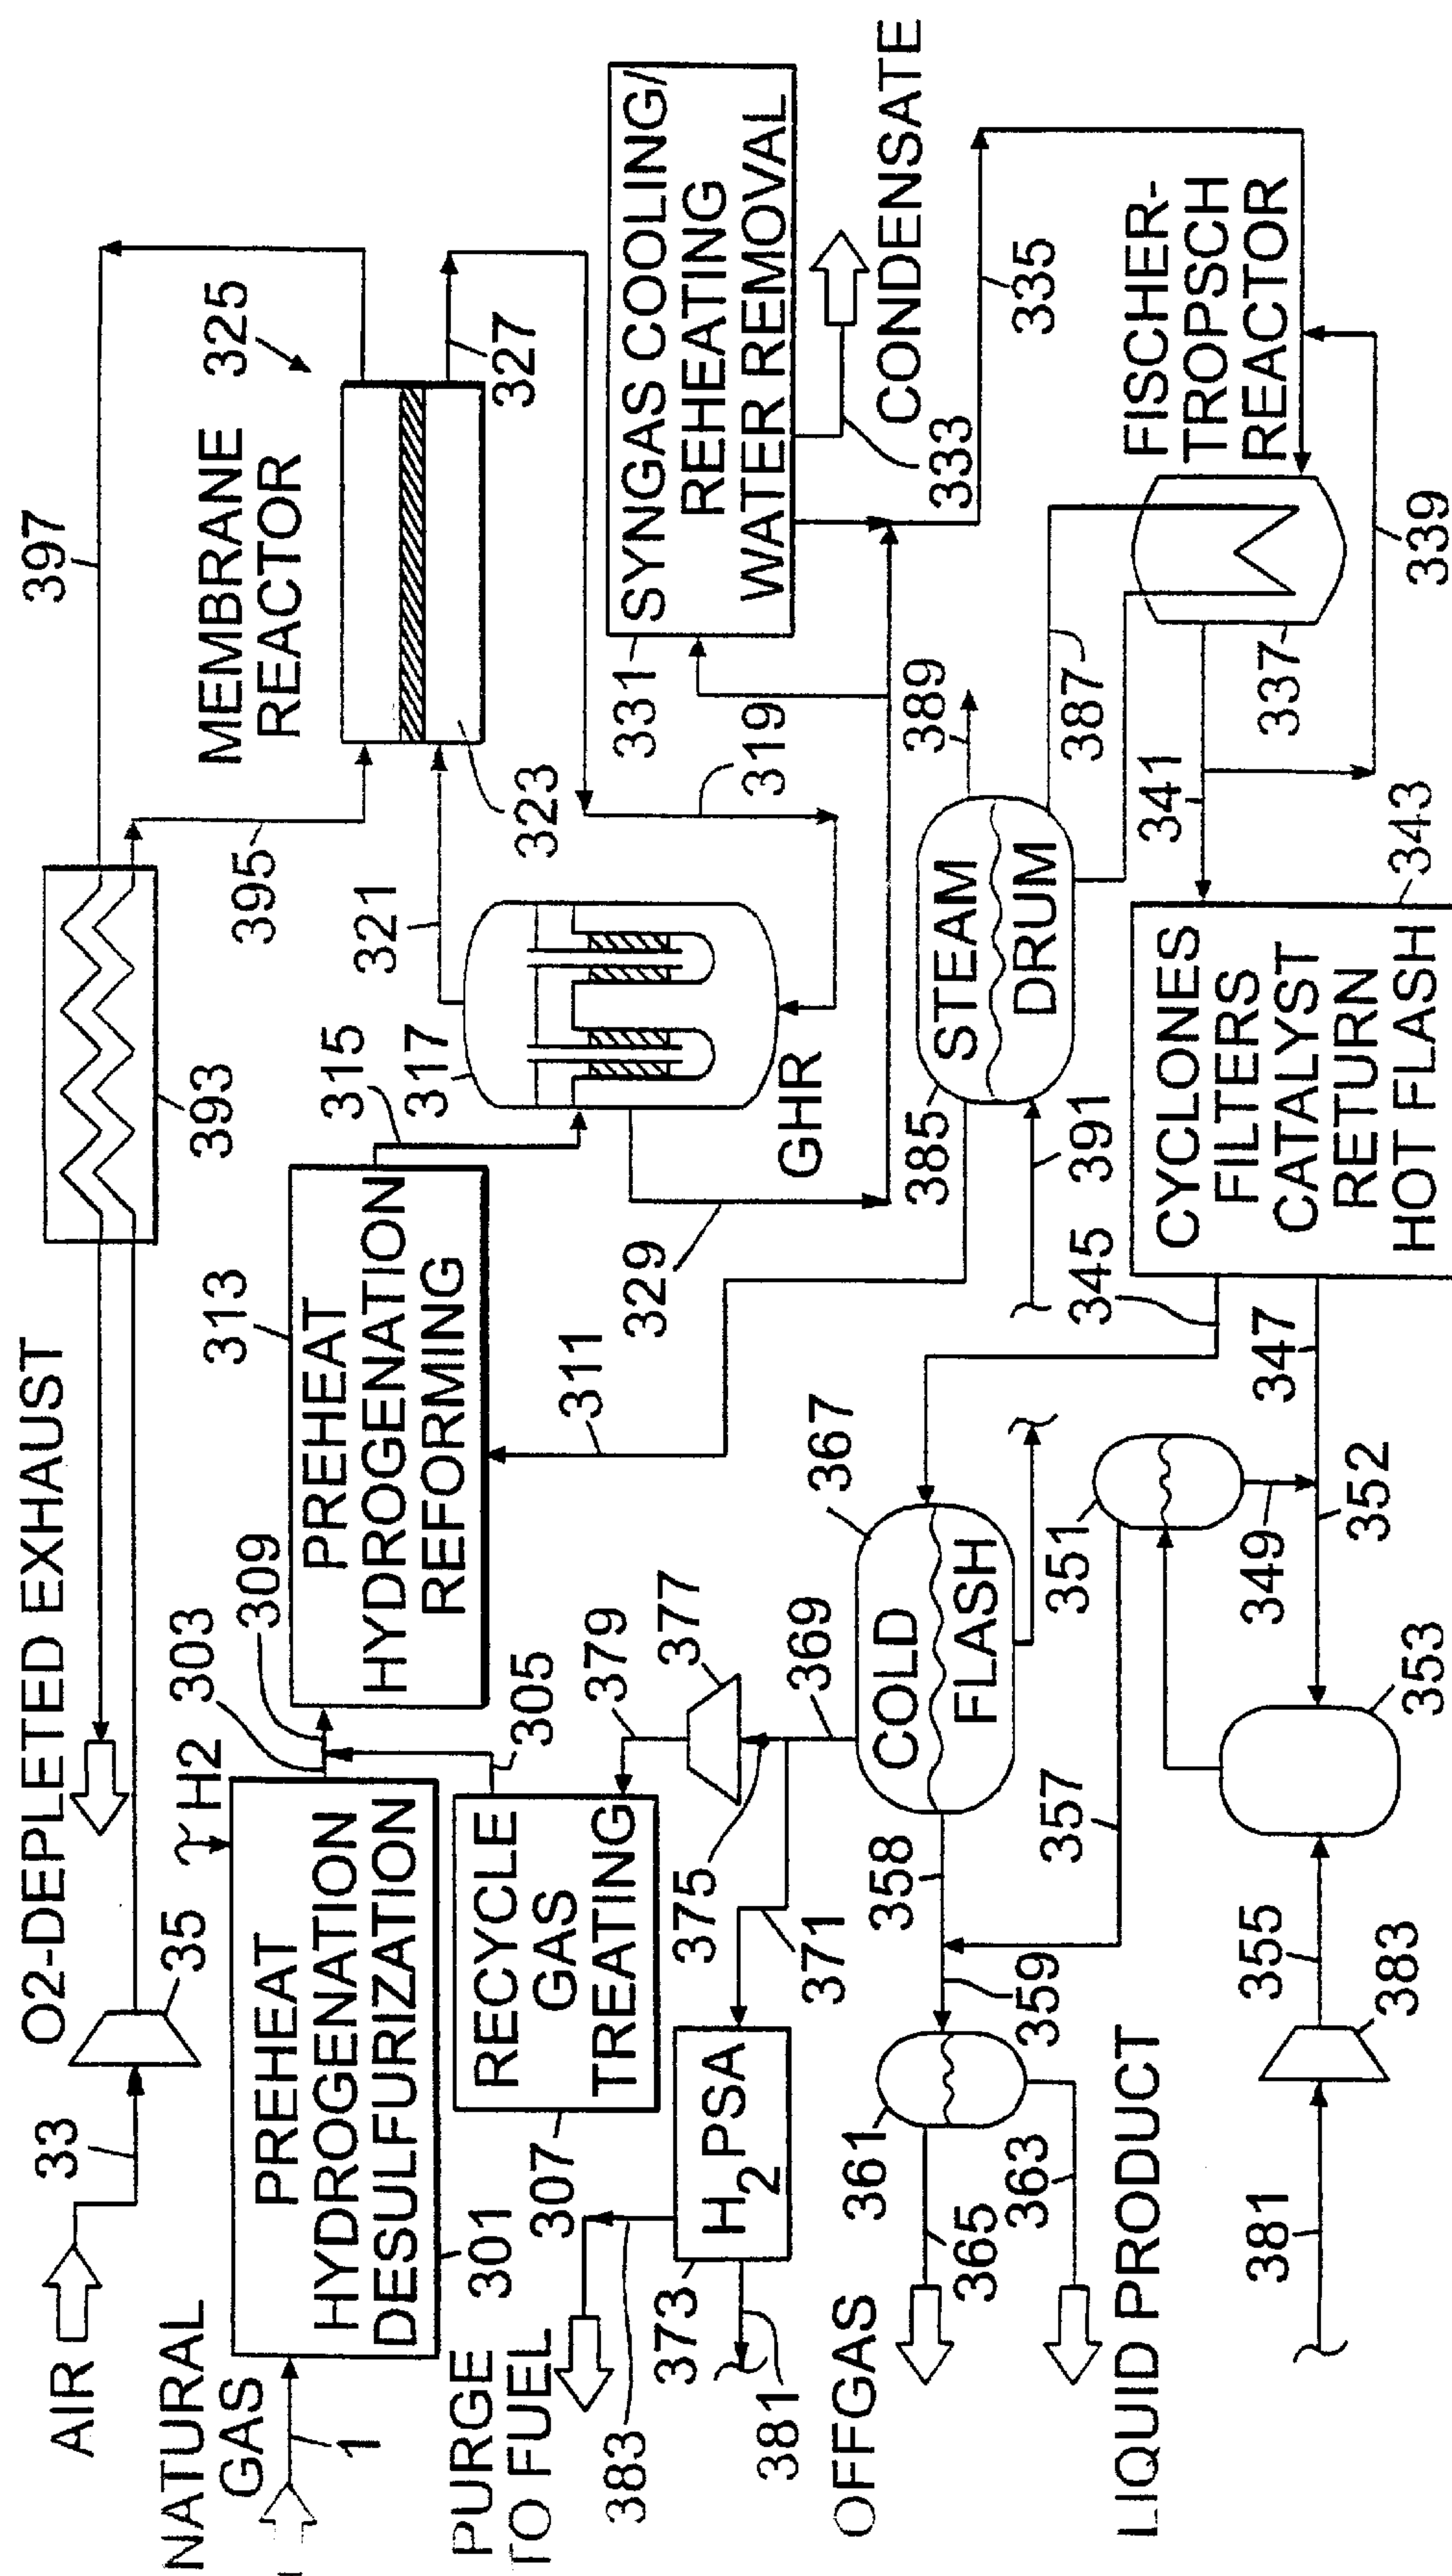 O2-DEPLETED EXHAUST
397
AIR
33
35
393
395
MEMBRANE
REACTOR
325
NATURAL
GAS
1
PREHEAT
HYDROGENATION
DESULFURIZATION
301
H2
303
309
313
PREHEAT
HYDROGENATION
REFORMING
315
317
321
323
327
PURGE
TO FUEL
383
307
RECYCLE
GAS
TREATING
305
379
377
311
329
GHR
319
331
SYNGAS COOLING/
REHEATING
WATER REMOVAL
CONDENSATE
333
335
373
H2 PSA
381
371
375
369
367
COLD
FLASH
385
STEAM
DRUM
389
391
387
FISCHER-
TROPSCH
REACTOR
OFFGAS
365
361
363
359
358
357
351
349
345
347
352
341
337
339
343
CYCLONES
FILTERS
CATALYST
RETURN
HOT FLASH
LIQUID PRODUCT
381
383
355
353